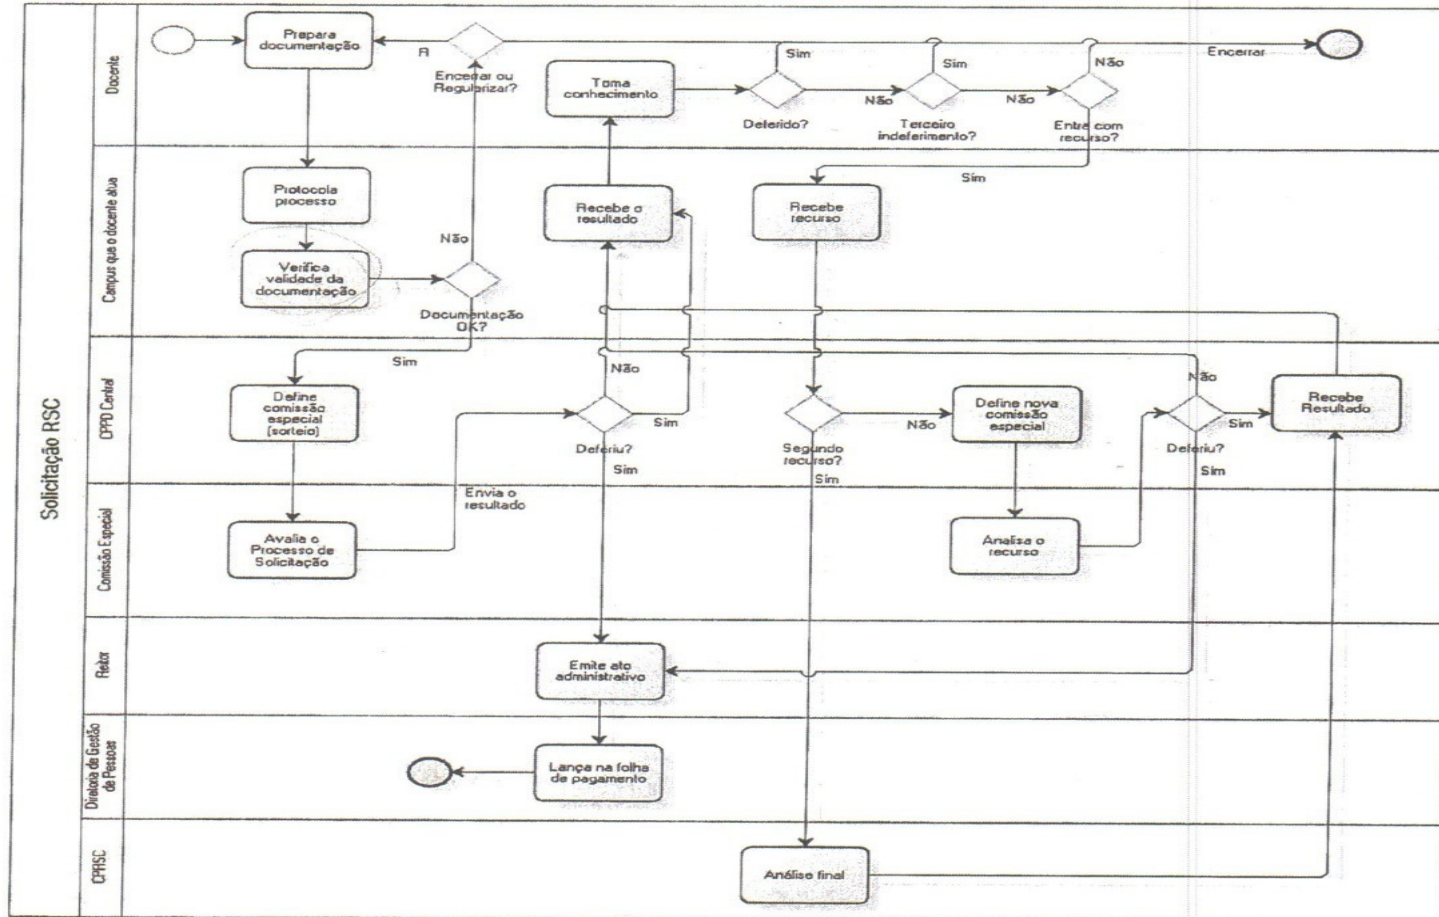 Solicitação RSC
Docente
Prepara
documentação
R
Encerrar ou
Regularizar?
Toma
conhecimento
Sim
Deferido?
Não
Sim
Terceiro
indeferimento?
Não
Não
Entra com
recurso?
Encerrar
Sim
Campus que o docente atua
Protocola
processo
Verifica
validade da
documentação
Não
Documentação
OK?
Recebe o
resultado
Recebe
recurso
CPPD Central
Sim
Define
comissão
especial
(sorteio)
Não
Deferiu?
Sim
Sim
Segundo
recurso?
Não
Sim
Define nova
comissão
especial
Não
Deferiu?
Sim
Sim
Recebe
Resultado
Comissão Especial
Avalia o
Processo de
Solicitação
Envia o
resultado
Analisa o
recurso
Reitor
Emite ato
administrativo
Diretoria de Gestão
de Pessoas
Lança na folha
de pagamento
CPRSC
Análise final